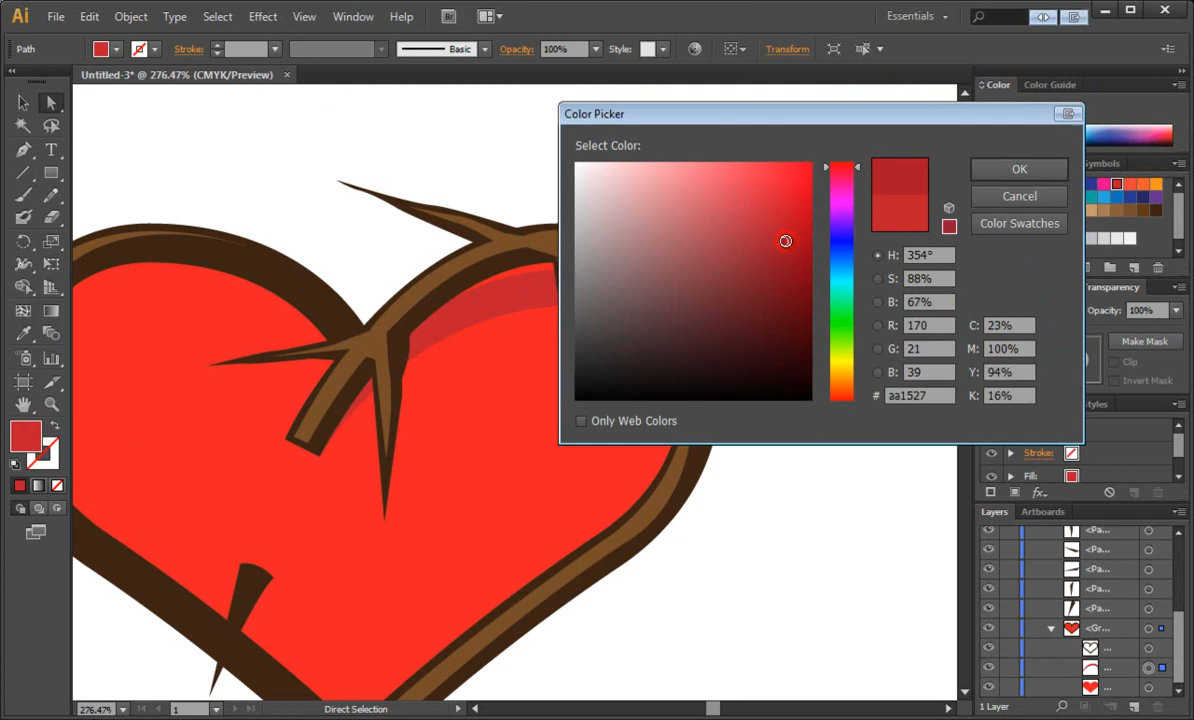 Ai File Edit Object Type Select Effect View Window Help Br Essentials
Path Stroke: Basic Opacity: 100% Style: Transform
Untitled-3* @ 276.47% (CMYK/Preview) ×
Color Color Guide
Color Picker
Select Color:
OK
Cancel
Color Swatches
H: 354°
S: 88%
B: 67%
R: 170 C: 23%
G: 21 M: 100%
B: 39 Y: 94%
# aa1527 K: 16%
Only Web Colors
Symbols
Transparency
Opacity: 100%
Make Mask
Clip
Invert Mask
Styles
Stroke:
Fill:
fx
Layers Artboards
<Pa...
<Pa...
<Pa...
<Pa...
<Pa...
<Gr...
...
...
...
1 Layer
276.47% 1 Direct Selection